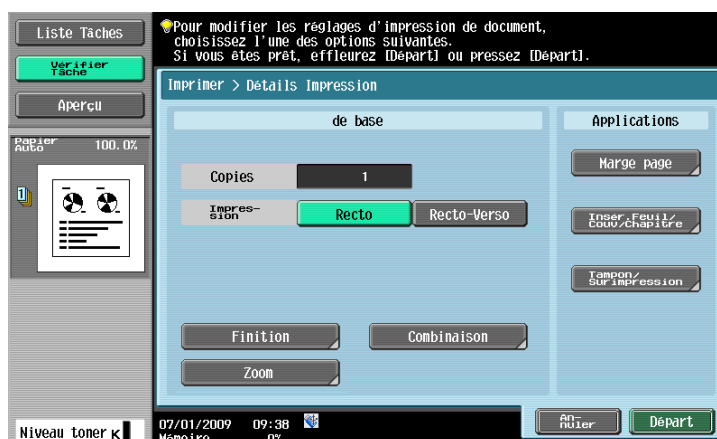 Liste Tâches
Vérifier
Tâche
Aperçu
Papier
Auto
100.0%
1
Niveau toner K
Pour modifier les réglages d'impression de document,
choisissez l'une des options suivantes.
Si vous êtes prêt, effleurez [Départ] ou pressez [Départ].
Imprimer > Détails Impression
de base
Copies
1
Impres-
sion
Recto
Recto-Verso
Finition
Combinaison
Zoom
Applications
Marge page
Insér.Feuil/
Couv/Chapitre
Tampon/
Surimpression
07/01/2009 09:38
Mémoire 0%
An-
nuler
Départ